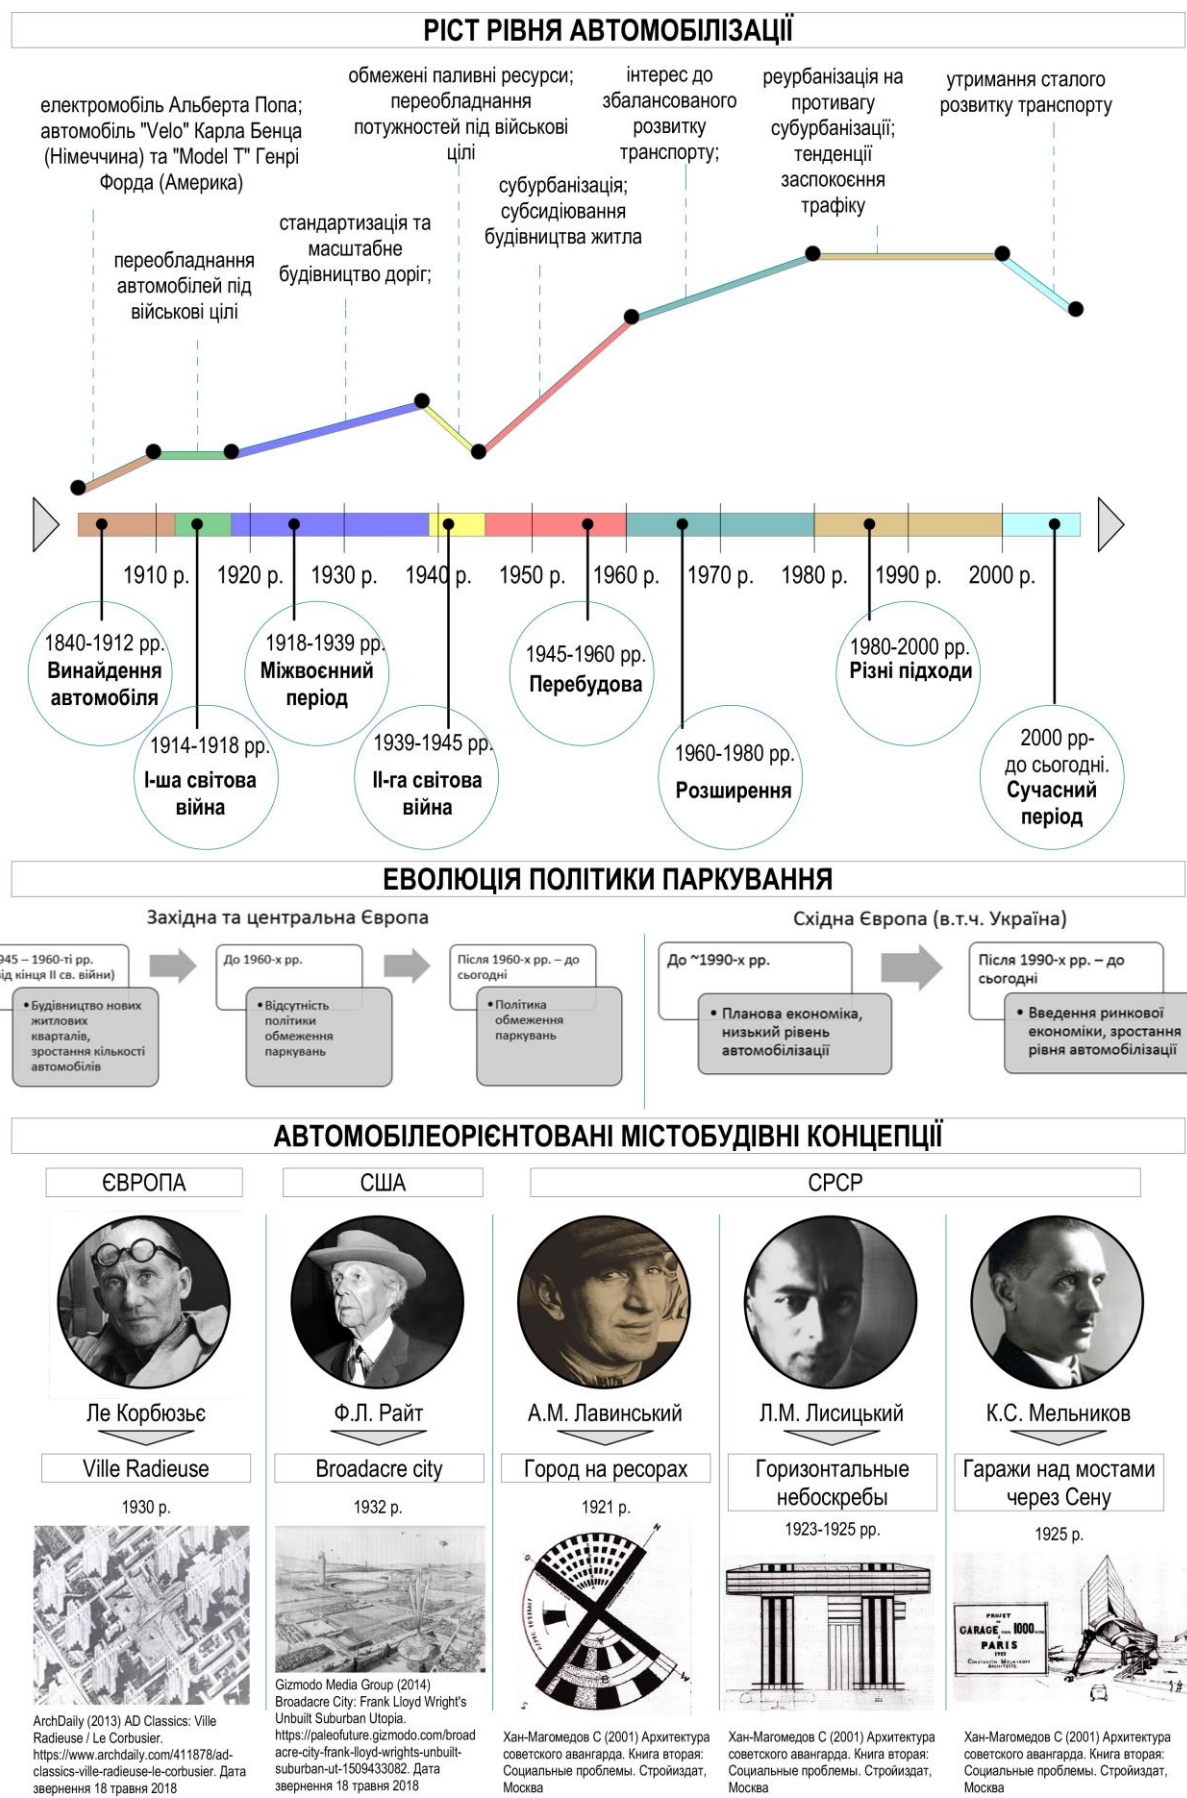 РІСТ РІВНЯ АВТОМОБІЛІЗАЦІЇ
електромобіль Альберта Попа;
автомобіль "Velo" Карла Бенца
(Німеччина) та "Model T" Генрі
Форда (Америка)
переобладнання
автомобілей під
військові цілі
стандартизація та
масштабне
будівництво доріг;
обмежені паливні ресурси;
переобладнання
потужностей під військові
цілі
субурбанізація;
субсидіювання
будівництва житла
інтерес до
збалансованого
розвитку
транспорту;
реурбанізація на
противагу
субурбанізації;
тенденції
заспокоєння
трафіку
утримання сталого
розвитку транспорту
1910 р.
1920 р.
1930 р.
1940 р.
1950 р.
1960 р.
1970 р.
1980 р.
1990 р.
2000 р.
1840-1912 рр.
Винайдення
автомобіля
1914-1918 рр.
І-ша світова
війна
1918-1939 рр.
Міжвоєнний
період
1939-1945 рр.
ІІ-га світова
війна
1945-1960 рр.
Перебудова
1960-1980 рр.
Розширення
1980-2000 рр.
Різні підходи
2000 рр-
до сьогодні.
Сучасний
період
ЕВОЛЮЦІЯ ПОЛІТИКИ ПАРКУВАННЯ
Західна та центральна Європа
945 – 1960-ті рр.
від кінця ІІ св. війни)
• Будівництво нових
житлових
кварталів,
зростання кількості
автомобілів
До 1960-х рр.
• Відсутність
політики
обмеження
паркувань
Після 1960-х рр. – до
сьогодні
• Політика
обмеження
паркувань
Східна Європа (в.т.ч. Україна)
До ~1990-х рр.
• Планова економіка,
низький рівень
автомобілізації
Після 1990-х рр. – до
сьогодні
• Введення ринкової
економіки, зростання
рівня автомобілізації
АВТОМОБІЛЕОРІЄНТОВАНІ МІСТОБУДІВНІ КОНЦЕПЦІЇ
ЄВРОПА
США
СРСР
Ле Корбюзьє
Ville Radieuse
1930 р.
ArchDaily (2013) AD Classics: Ville
Radieuse / Le Corbusier.
https://www.archdaily.com/411878/ad-
classics-ville-radieuse-le-corbusier. Дата
звернення 18 травня 2018
Ф.Л. Райт
Broadacre city
1932 р.
Gizmodo Media Group (2014)
Broadacre City: Frank Lloyd Wright's
Unbuilt Suburban Utopia.
https://paleofuture.gizmodo.com/broad
acre-city-frank-lloyd-wrights-unbuilt-
suburban-ut-1509433082. Дата
звернення 18 травня 2018
А.М. Лавинський
Город на ресорах
1921 р.
N
Хан-Магомедов С (2001) Архитектура
советского авангарда. Книга вторая:
Социальные проблемы. Стройиздат,
Москва
Л.М. Лисицький
Горизонтальные
небоскребы
1923-1925 рр.
Хан-Магомедов С (2001) Архитектура
советского авангарда. Книга вторая:
Социальные проблемы. Стройиздат,
Москва
К.С. Мельников
Гаражи над мостами
через Сену
1925 р.
PROJET
GARAGE POUR 1000
A
PARIS
1925
CONSTANTIN MELNIKOFF
ARCHITECTE.
Хан-Магомедов С (2001) Архитектура
советского авангарда. Книга вторая:
Социальные проблемы. Стройиздат,
Москва